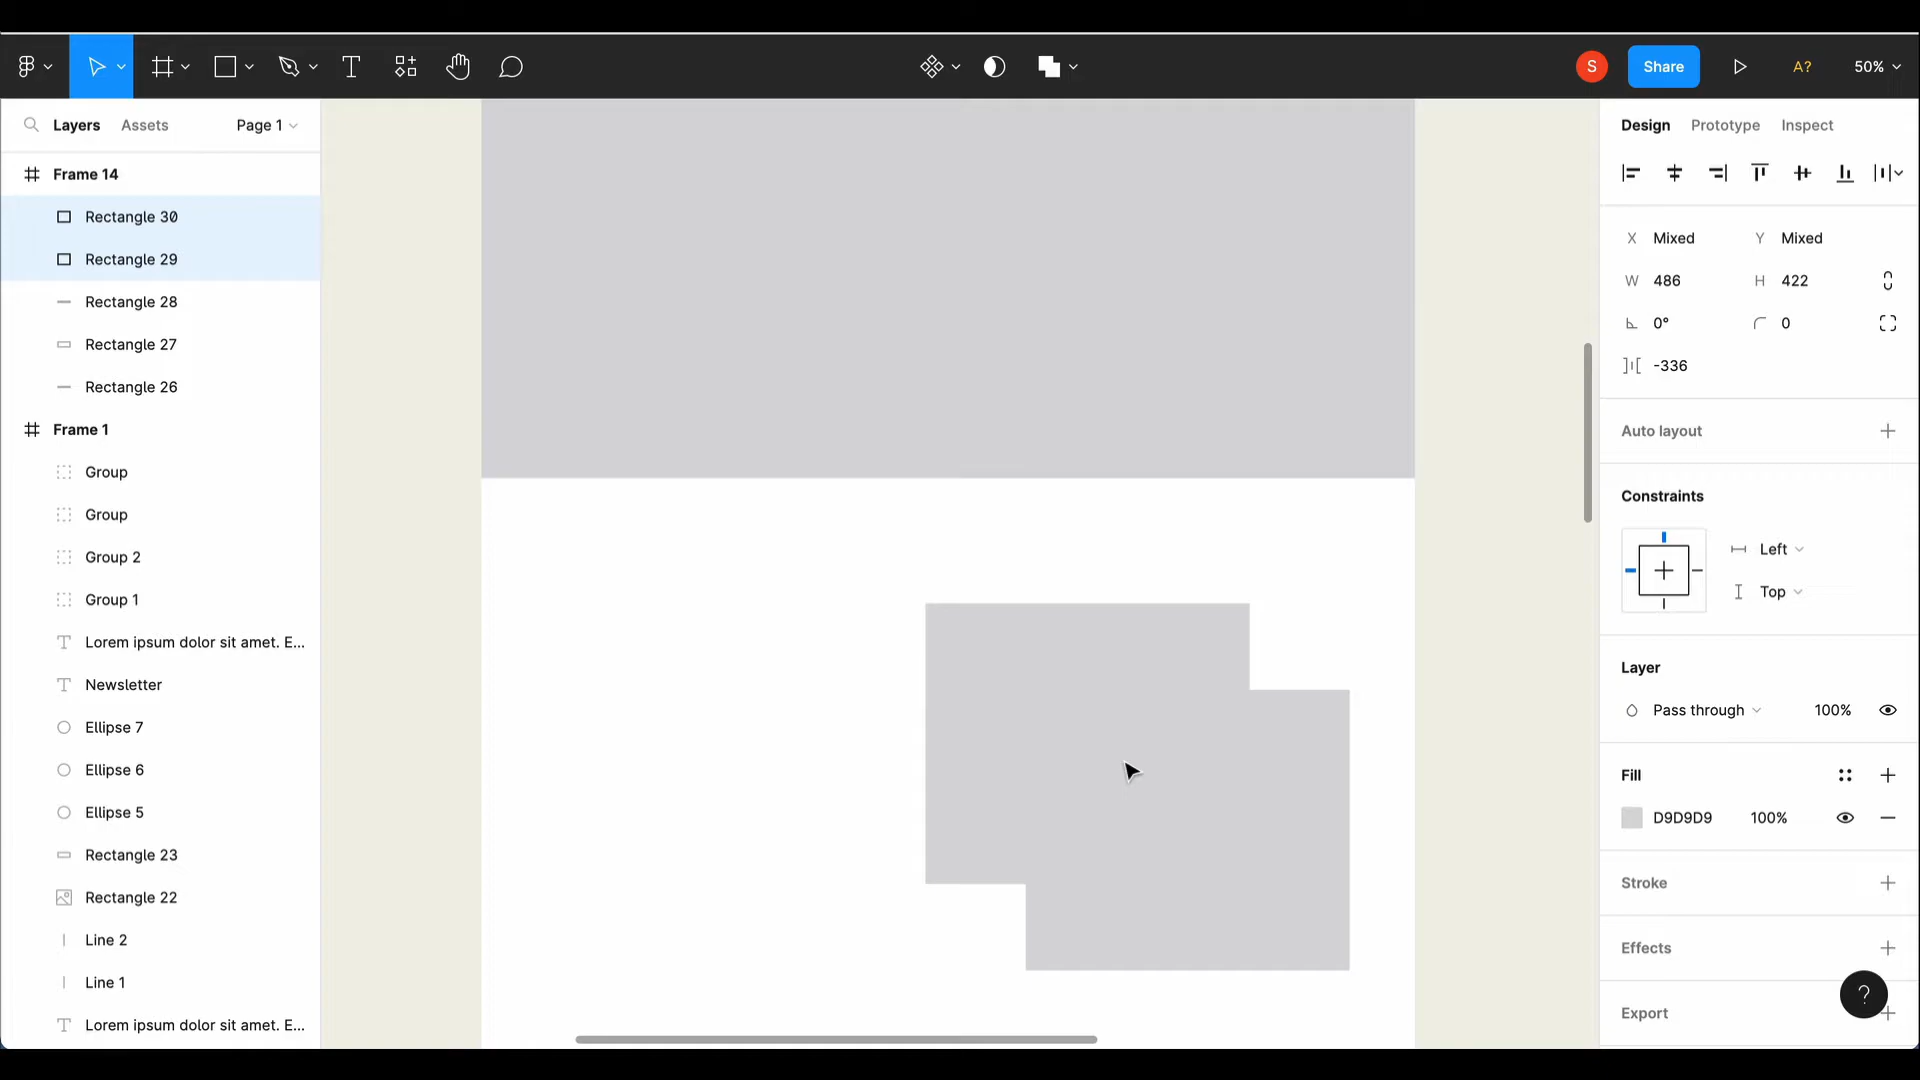 S
Share
A?
50%
Layers
Assets
Page 1
Frame 14
Rectangle 30
Rectangle 29
Rectangle 28
Rectangle 27
Rectangle 26
Frame 1
Group
Group
Group 2
Group 1
Lorem ipsum dolor sit amet. E...
Newsletter
Ellipse 7
Ellipse 6
Ellipse 5
Rectangle 23
Rectangle 22
Line 2
Line 1
Lorem ipsum dolor sit amet. E...
Design Prototype Inspect
X Mixed Y Mixed
W 486 H 422
0° 0
-336
Auto layout
Constraints
Left
Top
Layer
Pass through 100%
Fill
D9D9D9 100%
Stroke
Effects
Export
?